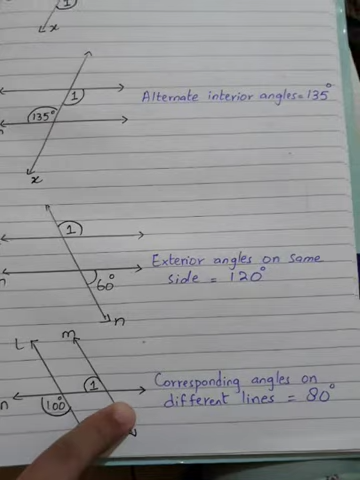 1
x
1
Alternate interior angles = 135°
135°
n
x
1
Exterior angles on same
side = 120°
n
60°
n
l
m
1
Corresponding angles on
different lines = 80°
n
100°